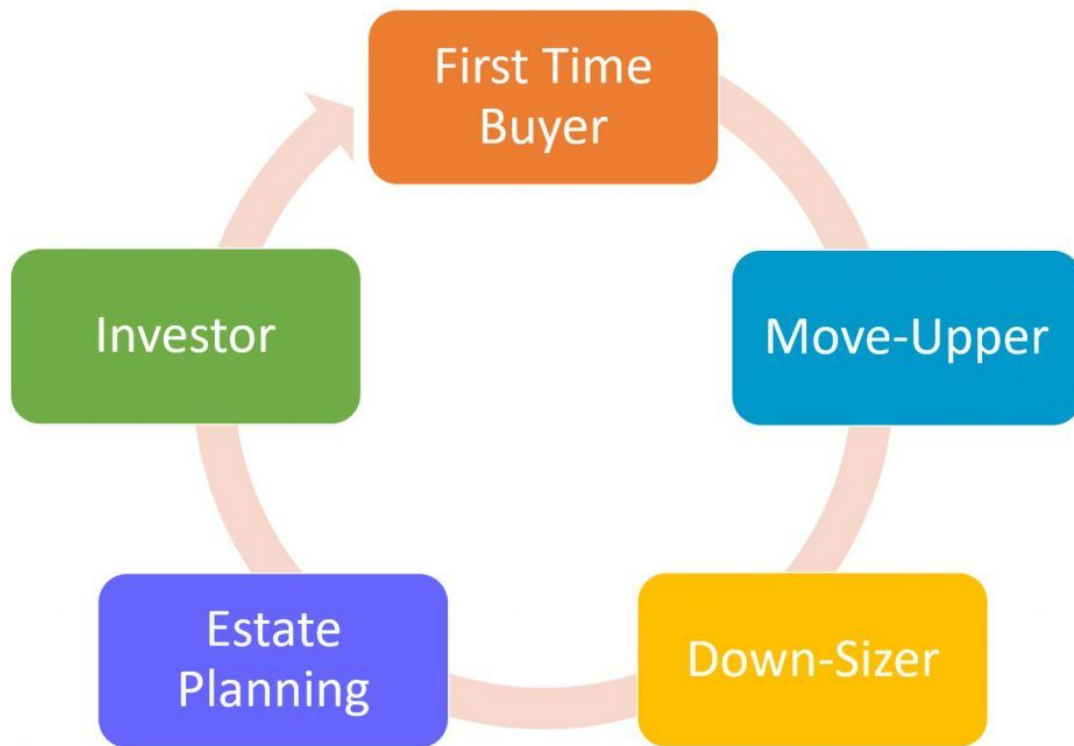 First Time
Buyer
Move-Upper
Down-Sizer
Estate
Planning
Investor